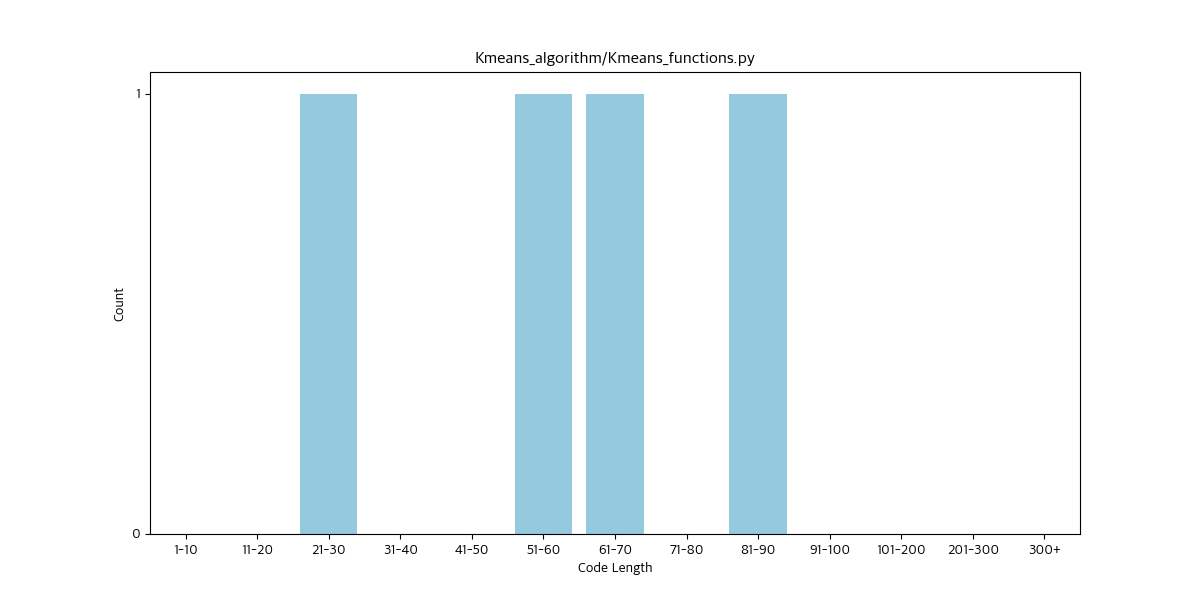 Kmeans_algorithm/Kmeans_functions.py
1
Count
0
1-10 11-20 21-30 31-40 41-50 51-60 61-70 71-80 81-90 91-100 101-200 201-300 300+
Code Length